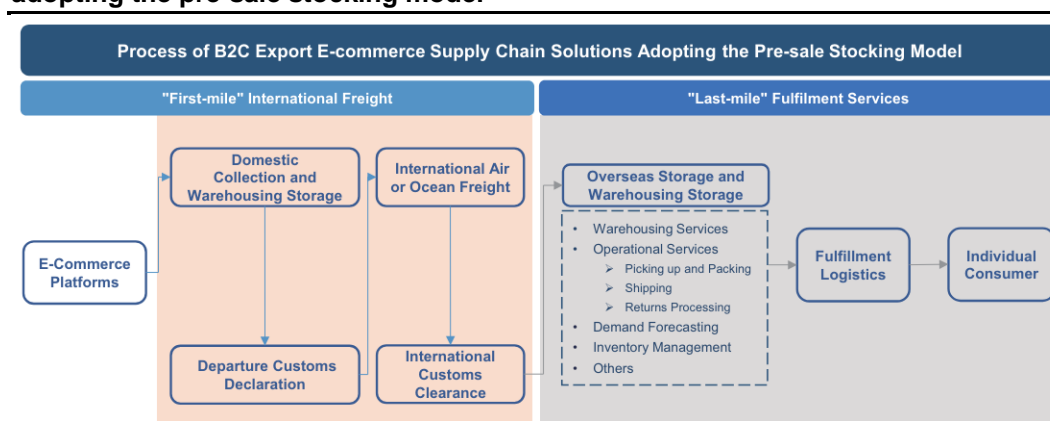 adopting the pre-sale stocking model
Process of B2C Export E-commerce Supply Chain Solutions Adopting the Pre-sale Stocking Model
"First-mile" International Freight
"Last-mile" Fulfilment Services
E-Commerce
Platforms
Domestic
Collection and
Warehousing Storage
Departure Customs
Declaration
International Air
or Ocean Freight
International
Customs
Clearance
Overseas Storage and
Warehousing Storage
• Warehousing Services
• Operational Services
➢ Picking up and Packing
➢ Shipping
➢ Returns Processing
• Demand Forecasting
• Inventory Management
• Others
Fulfillment
Logistics
Individual
Consumer